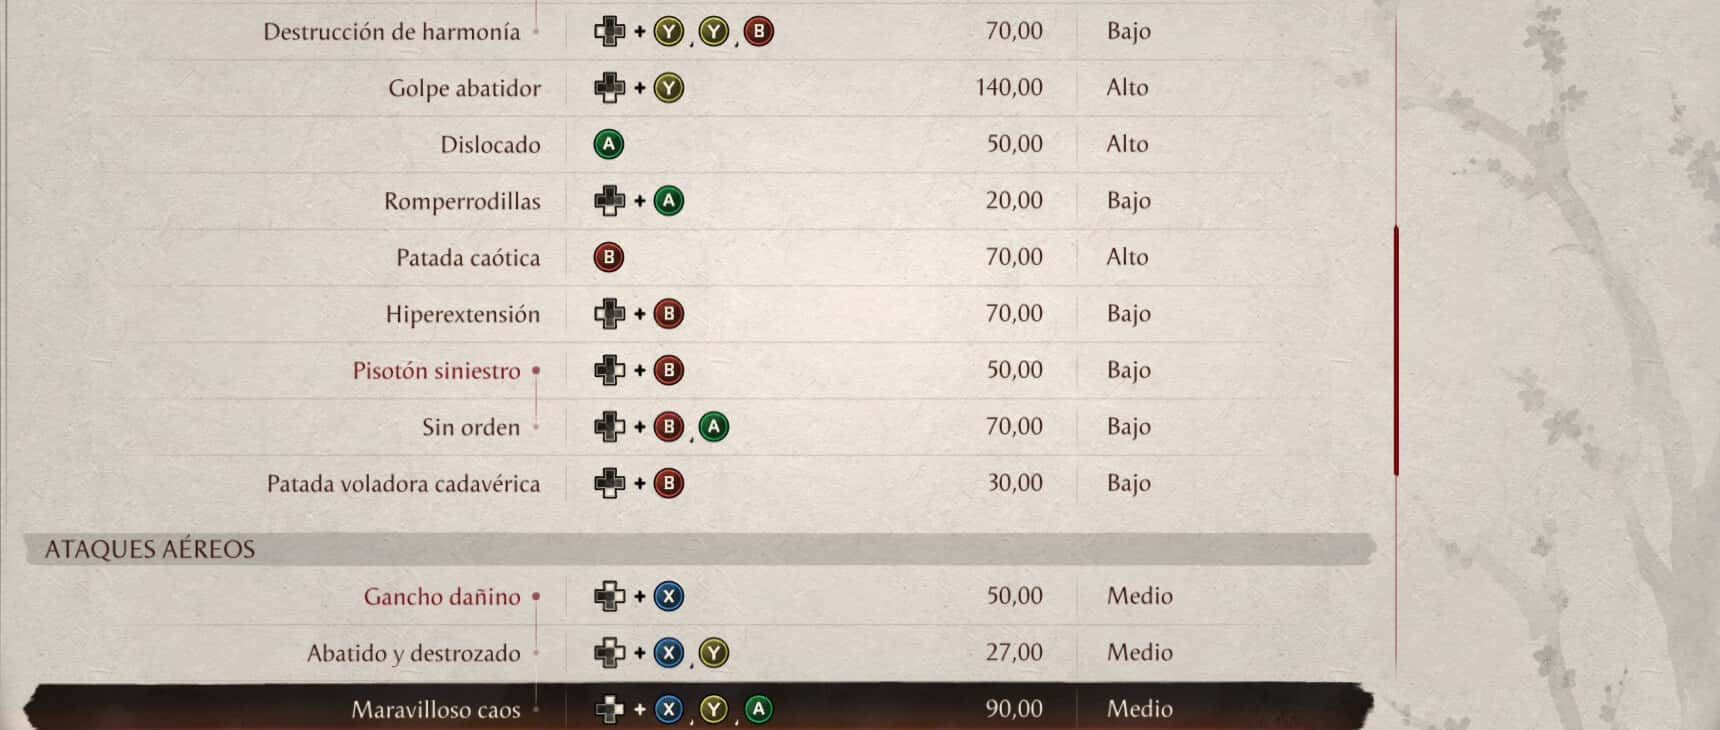 Destrucción de harmonía + Y , Y , B 70,00 Bajo
Golpe abatidor + Y 140,00 Alto
Dislocado A 50,00 Alto
Romperrodillas + A 20,00 Bajo
Patada caótica B 70,00 Alto
Hiperextensión + B 70,00 Bajo
Pisotón siniestro + B 50,00 Bajo
Sin orden + B , A 70,00 Bajo
Patada voladora cadavérica + B 30,00 Bajo
ATAQUES AÉREOS
Gancho dañino + X 50,00 Medio
Abatido y destrozado + X , Y 27,00 Medio
Maravilloso caos + X , Y , A 90,00 Medio